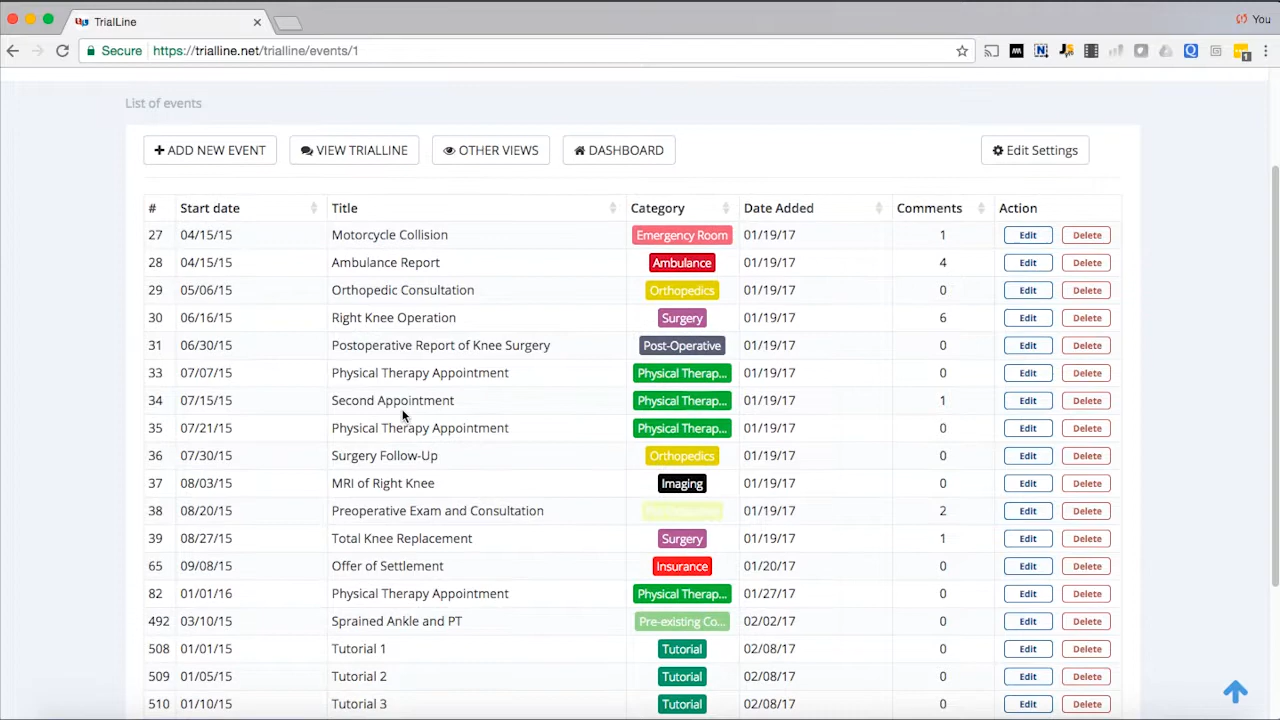 TrialLine
You
Secure https://trialline.net/trialline/events/1
1
List of events
ADD NEW EVENT VIEW TRIALLINE OTHER VIEWS DASHBOARD Edit Settings
# Start date Title Category Date Added Comments Action
27 04/15/15 Motorcycle Collision Emergency Room 01/19/17 1 Edit Delete
28 04/15/15 Ambulance Report Ambulance 01/19/17 4 Edit Delete
29 05/06/15 Orthopedic Consultation Orthopedics 01/19/17 0 Edit Delete
30 06/16/15 Right Knee Operation Surgery 01/19/17 6 Edit Delete
31 06/30/15 Postoperative Report of Knee Surgery Post-Operative 01/19/17 0 Edit Delete
33 07/07/15 Physical Therapy Appointment Physical Therap... 01/19/17 0 Edit Delete
34 07/15/15 Second Appointment Physical Therap... 01/19/17 1 Edit Delete
35 07/21/15 Physical Therapy Appointment Physical Therap... 01/19/17 0 Edit Delete
36 07/30/15 Surgery Follow-Up Orthopedics 01/19/17 0 Edit Delete
37 08/03/15 MRI of Right Knee Imaging 01/19/17 0 Edit Delete
38 08/20/15 Preoperative Exam and Consultation 01/19/17 2 Edit Delete
39 08/27/15 Total Knee Replacement Surgery 01/19/17 1 Edit Delete
65 09/08/15 Offer of Settlement Insurance 01/20/17 0 Edit Delete
82 01/01/16 Physical Therapy Appointment Physical Therap... 01/27/17 0 Edit Delete
492 03/10/15 Sprained Ankle and PT Pre-existing Co... 02/02/17 0 Edit Delete
508 01/01/15 Tutorial 1 Tutorial 02/08/17 0 Edit Delete
509 01/05/15 Tutorial 2 Tutorial 02/08/17 0 Edit Delete
510 01/10/15 Tutorial 3 Tutorial 02/08/17 0 Edit Delete